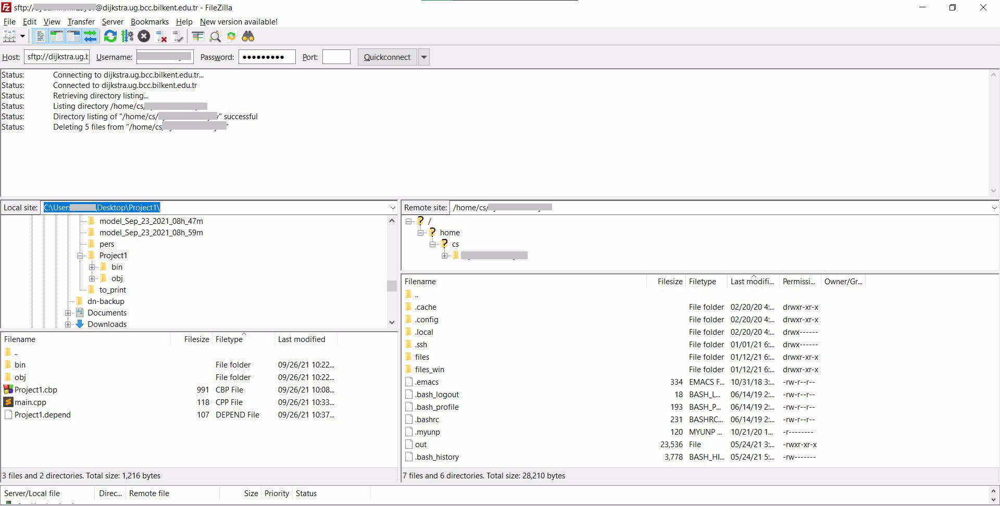 sftp://@dijkstra.ug.bcc.bilkent.edu.tr - FileZilla
File Edit View Transfer Server Bookmarks Help New version available!
Host: sftp://dijkstra.ug.b Username: Password: ●●●●●●●●● Port: Quickconnect
Status: Connecting to dijkstra.ug.bcc.bilkent.edu.tr...
Status: Connected to dijkstra.ug.bcc.bilkent.edu.tr
Status: Retrieving directory listing...
Status: Listing directory /home/cs/
Status: Directory listing of "/home/cs/" successful
Status: Deleting 5 files from "/home/cs/"
Local site: C:\Users\Desktop\Project1\
model_Sep_23_2021_08h_47m
model_Sep_23_2021_08h_59m
pers
Project1
bin
obj
to_print
dn-backup
Documents
Downloads
Filename Filesize Filetype Last modified
..
bin File folder 09/26/21 10:22...
obj File folder 09/26/21 10:22...
Project1.cbp 991 CBP File 09/26/21 10:08...
main.cpp 118 CPP File 09/26/21 10:33...
Project1.depend 107 DEPEND File 09/26/21 10:37...
3 files and 2 directories. Total size: 1,216 bytes
Remote site: /home/cs/
/
home
cs
Filename Filesize Filetype Last modifi... Permissi... Owner/Gr...
..
.cache File folder 02/20/20 4:... drwxr-xr-x
.config File folder 02/20/20 4:... drwxr-xr-x
.local File folder 02/20/20 4:... drwx------
.ssh File folder 01/01/21 6:... drwx------
files File folder 01/12/21 6:... drwxr-xr-x
files_win File folder 01/12/21 6:... drwxr-xr-x
.emacs 334 EMACS F... 10/31/18 3:... -rw-r--r--
.bash_logout 18 BASH_L... 06/14/19 2:... -rw-r--r--
.bash_profile 193 BASH_P... 06/14/19 2:... -rw-r--r--
.bashrc 231 BASHRC... 06/14/19 2:... -rw-r--r--
.myunp 120 MYUNP ... 10/21/20 1... -r--------
out 23,536 File 05/24/21 3:... -rwxr-xr-x
.bash_history 3,778 BASH_HI... 05/24/21 5:... -rw-------
7 files and 6 directories. Total size: 28,210 bytes
Server/Local file Direc... Remote file Size Priority Status